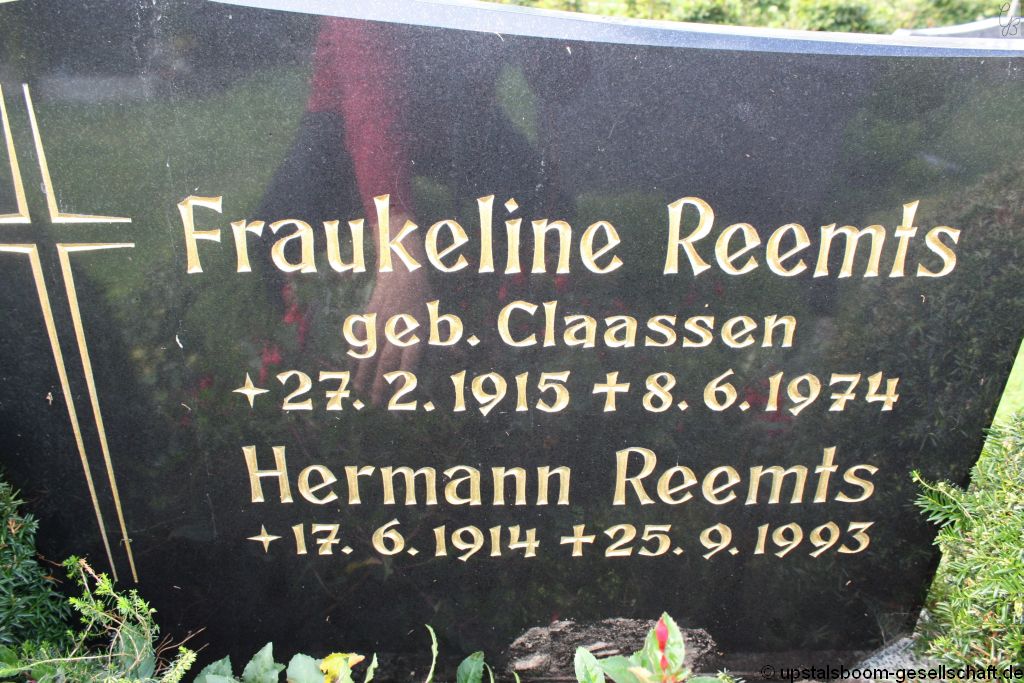 Fraukeline Reemts
geb. Claassen
✦ 27. 2. 1915 ✝ 8. 6. 1974
Hermann Reemts
✦ 17. 6. 1914 ✝ 25. 9. 1993
© upstalsboom-gesellschaft.de